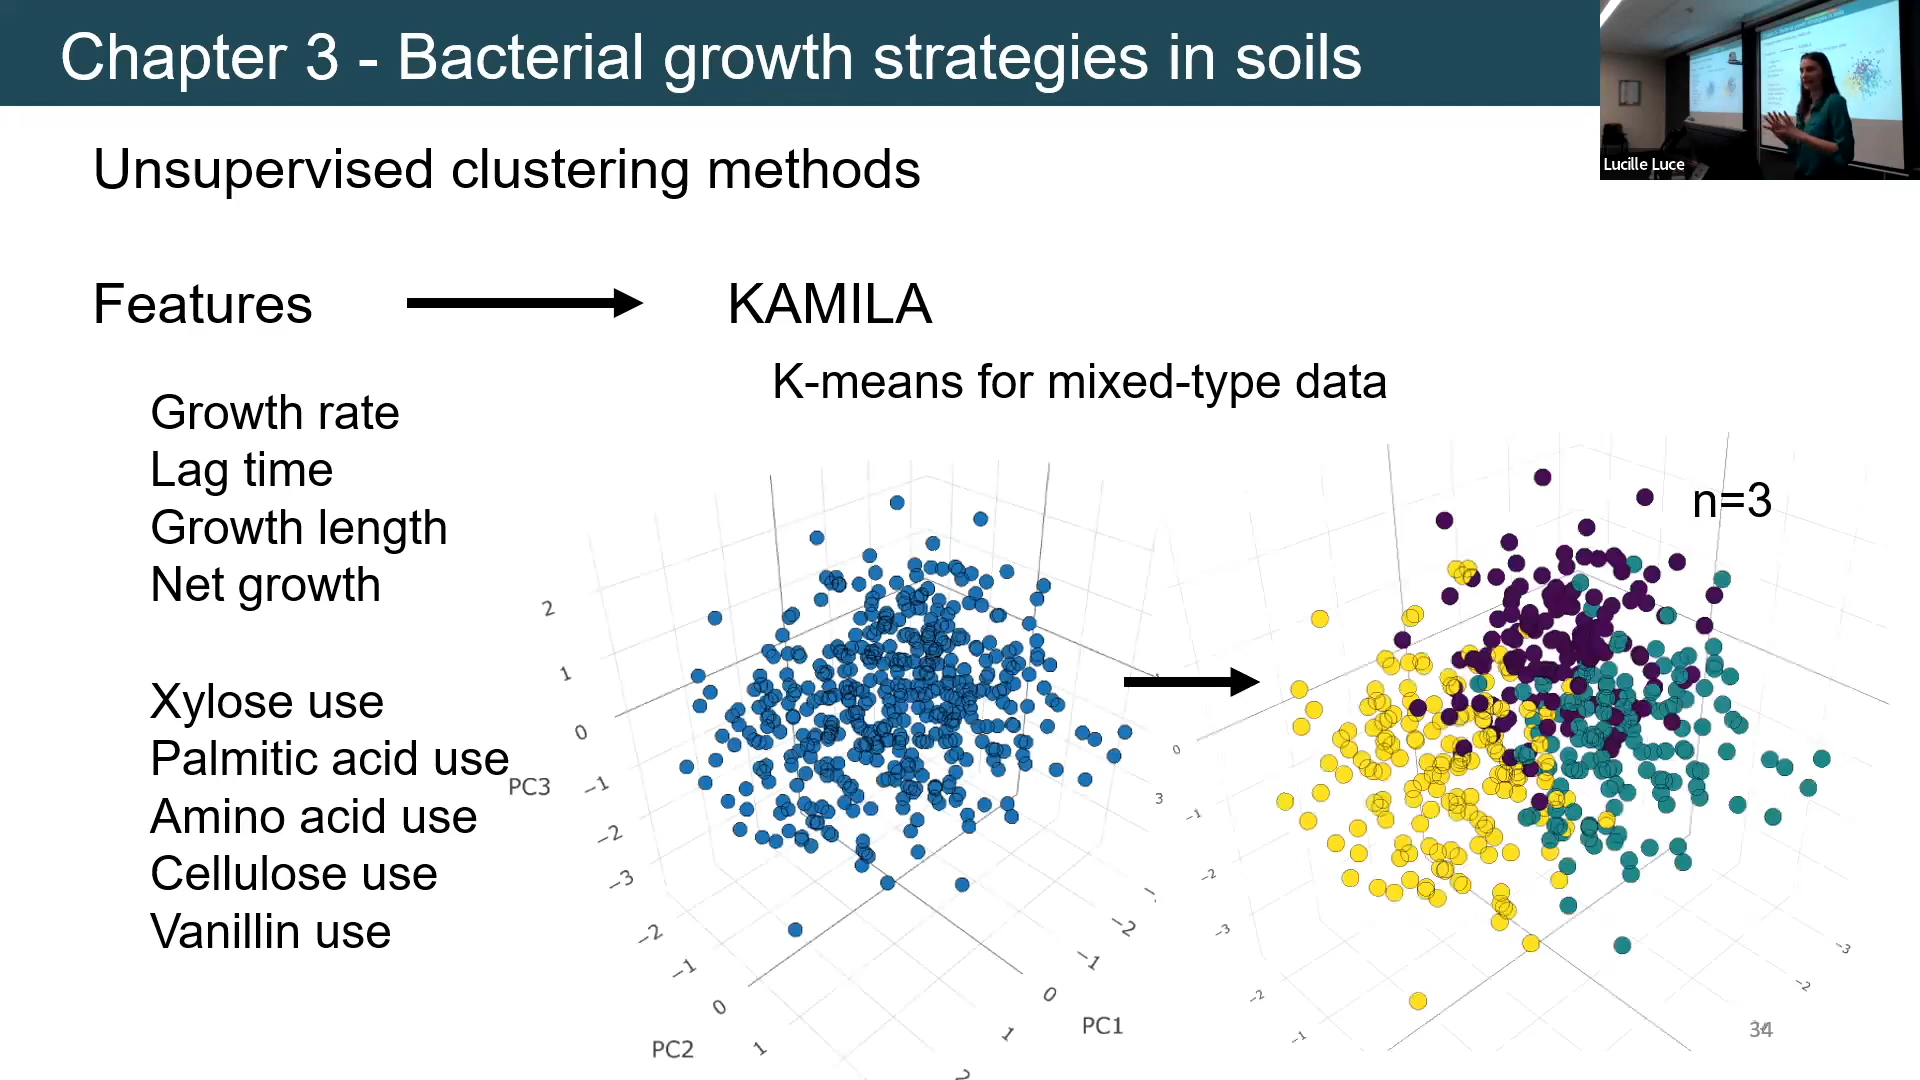 Chapter 3 - Bacterial growth strategies in soils
Lucille Luce
Unsupervised clustering methods
Features
KAMILA
K-means for mixed-type data
Growth rate
Lag time
Growth length
Net growth
Xylose use
Palmitic acid use
Amino acid use
Cellulose use
Vanillin use
n=3
2
1
0
−1
−2
−3
PC3
−2
−1
0
1
PC2
−2
−1
0
1
2
PC1
3
0
−1
−2
−3
−2
−1
−3
−2
34